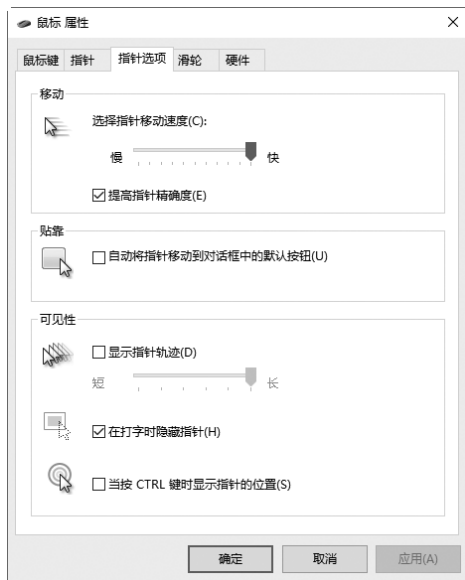 鼠标 属性
鼠标键 指针 指针选项 滑轮 硬件
移动
选择指针移动速度(C):
慢 快
提高指针精确度(E)
贴靠
自动将指针移动到对话框中的默认按钮(U)
可见性
显示指针轨迹(D)
短 长
在打字时隐藏指针(H)
当按 CTRL 键时显示指针的位置(S)
确定 取消 应用(A)